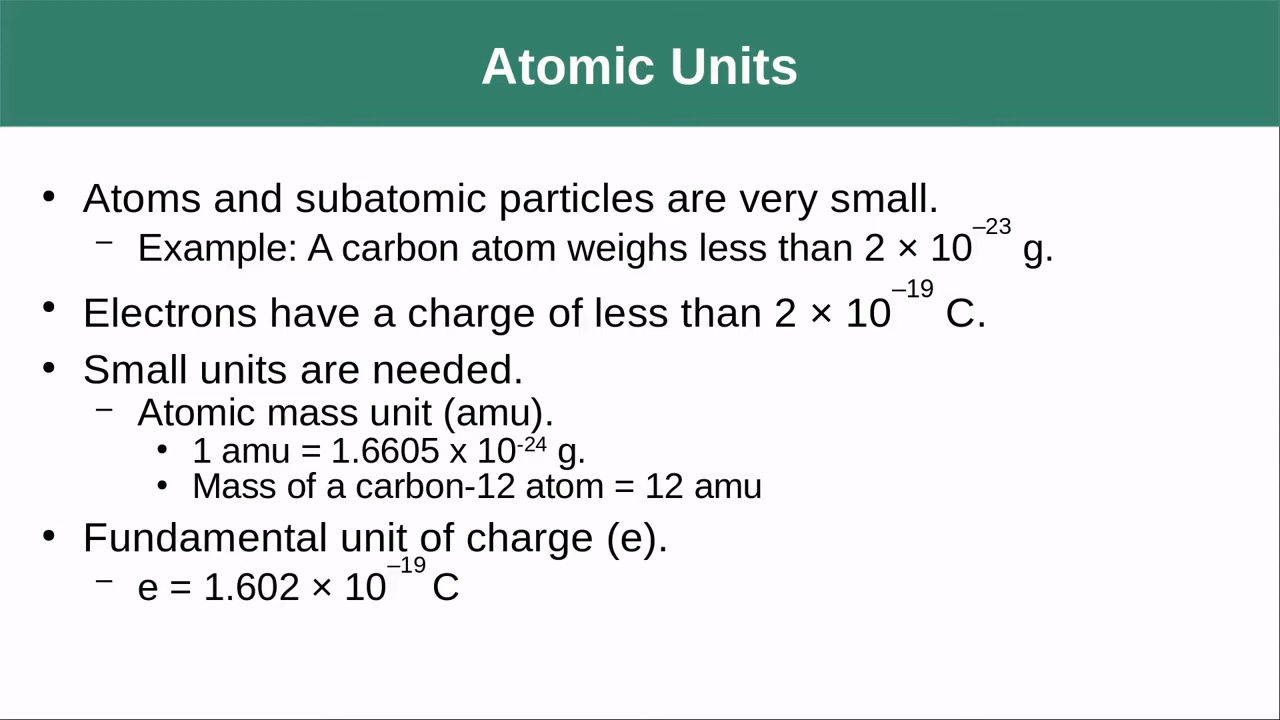 Atomic Units
• Atoms and subatomic particles are very small.
– Example: A carbon atom weighs less than 2 × 10⁻²³ g.
• Electrons have a charge of less than 2 × 10⁻¹⁹ C.
• Small units are needed.
– Atomic mass unit (amu).
• 1 amu = 1.6605 x 10⁻²⁴ g.
• Mass of a carbon-12 atom = 12 amu
• Fundamental unit of charge (e).
– e = 1.602 × 10⁻¹⁹ C